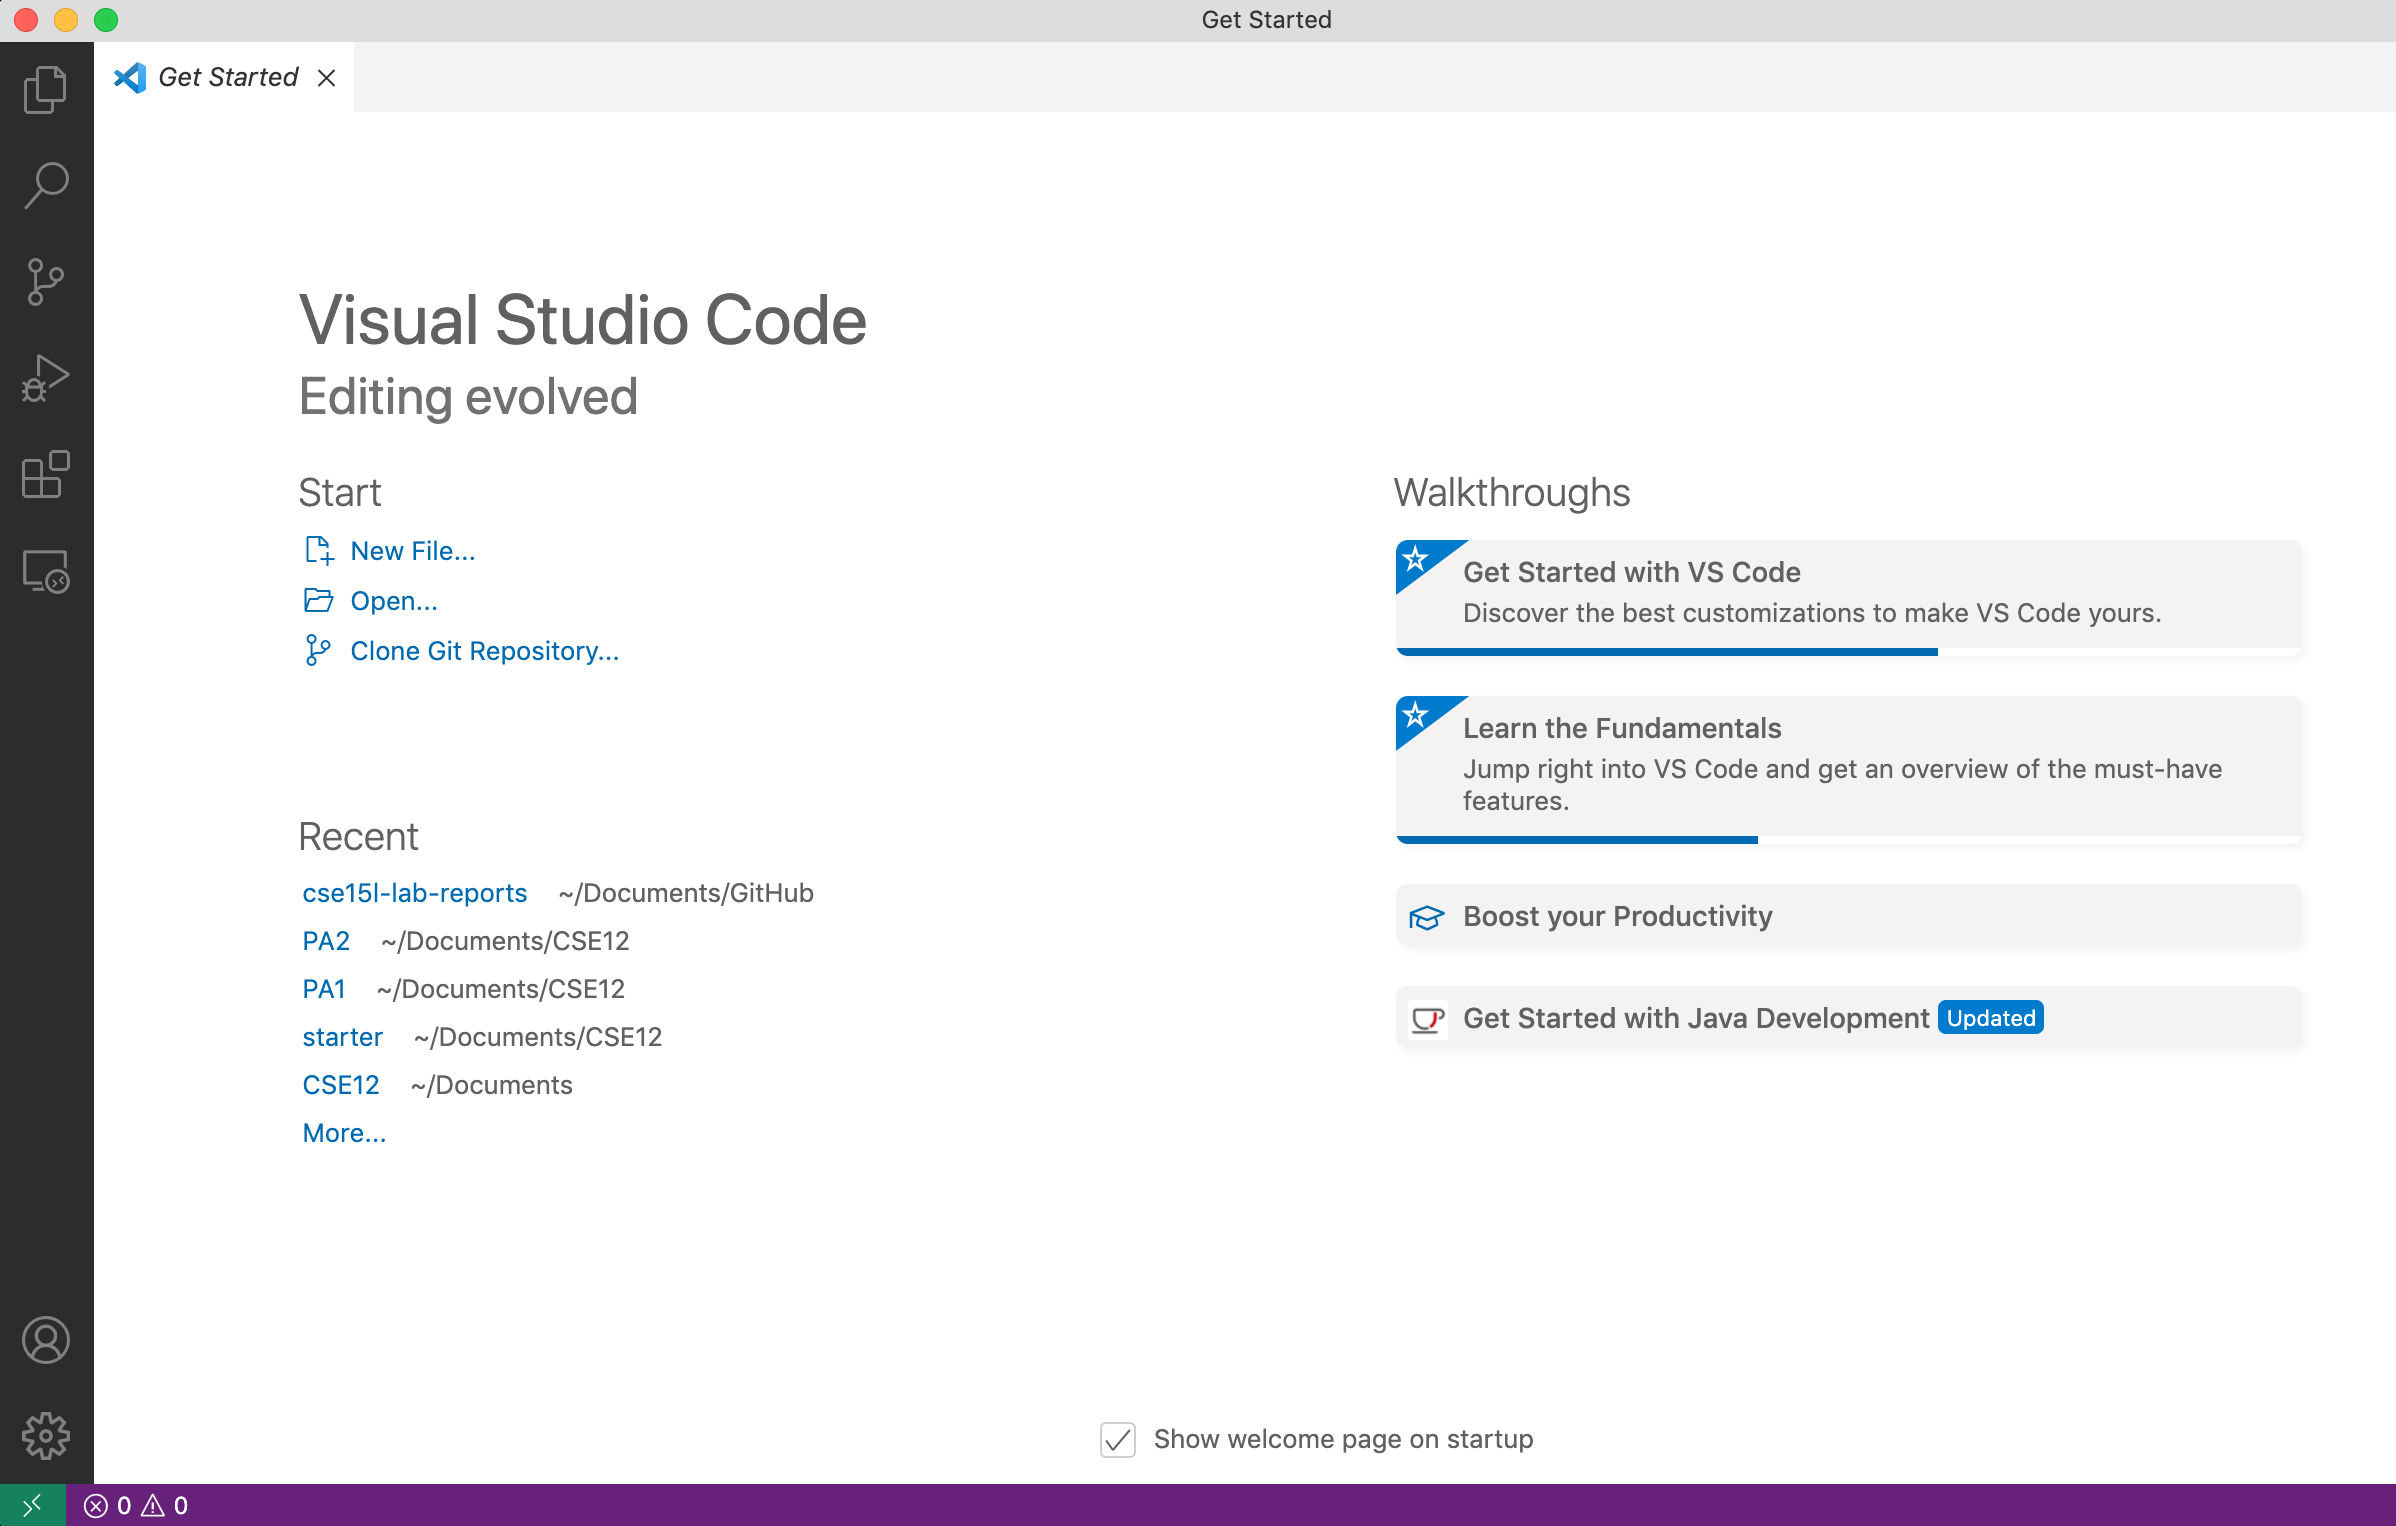 Get Started
Get Started
Visual Studio Code
Editing evolved
Start
New File...
Open...
Clone Git Repository...
Recent
cse15l-lab-reports ~/Documents/GitHub
PA2 ~/Documents/CSE12
PA1 ~/Documents/CSE12
starter ~/Documents/CSE12
CSE12 ~/Documents
More...
Walkthroughs
Get Started with VS Code
Discover the best customizations to make VS Code yours.
Learn the Fundamentals
Jump right into VS Code and get an overview of the must-have
features.
Boost your Productivity
Get Started with Java Development Updated
Show welcome page on startup
0 0